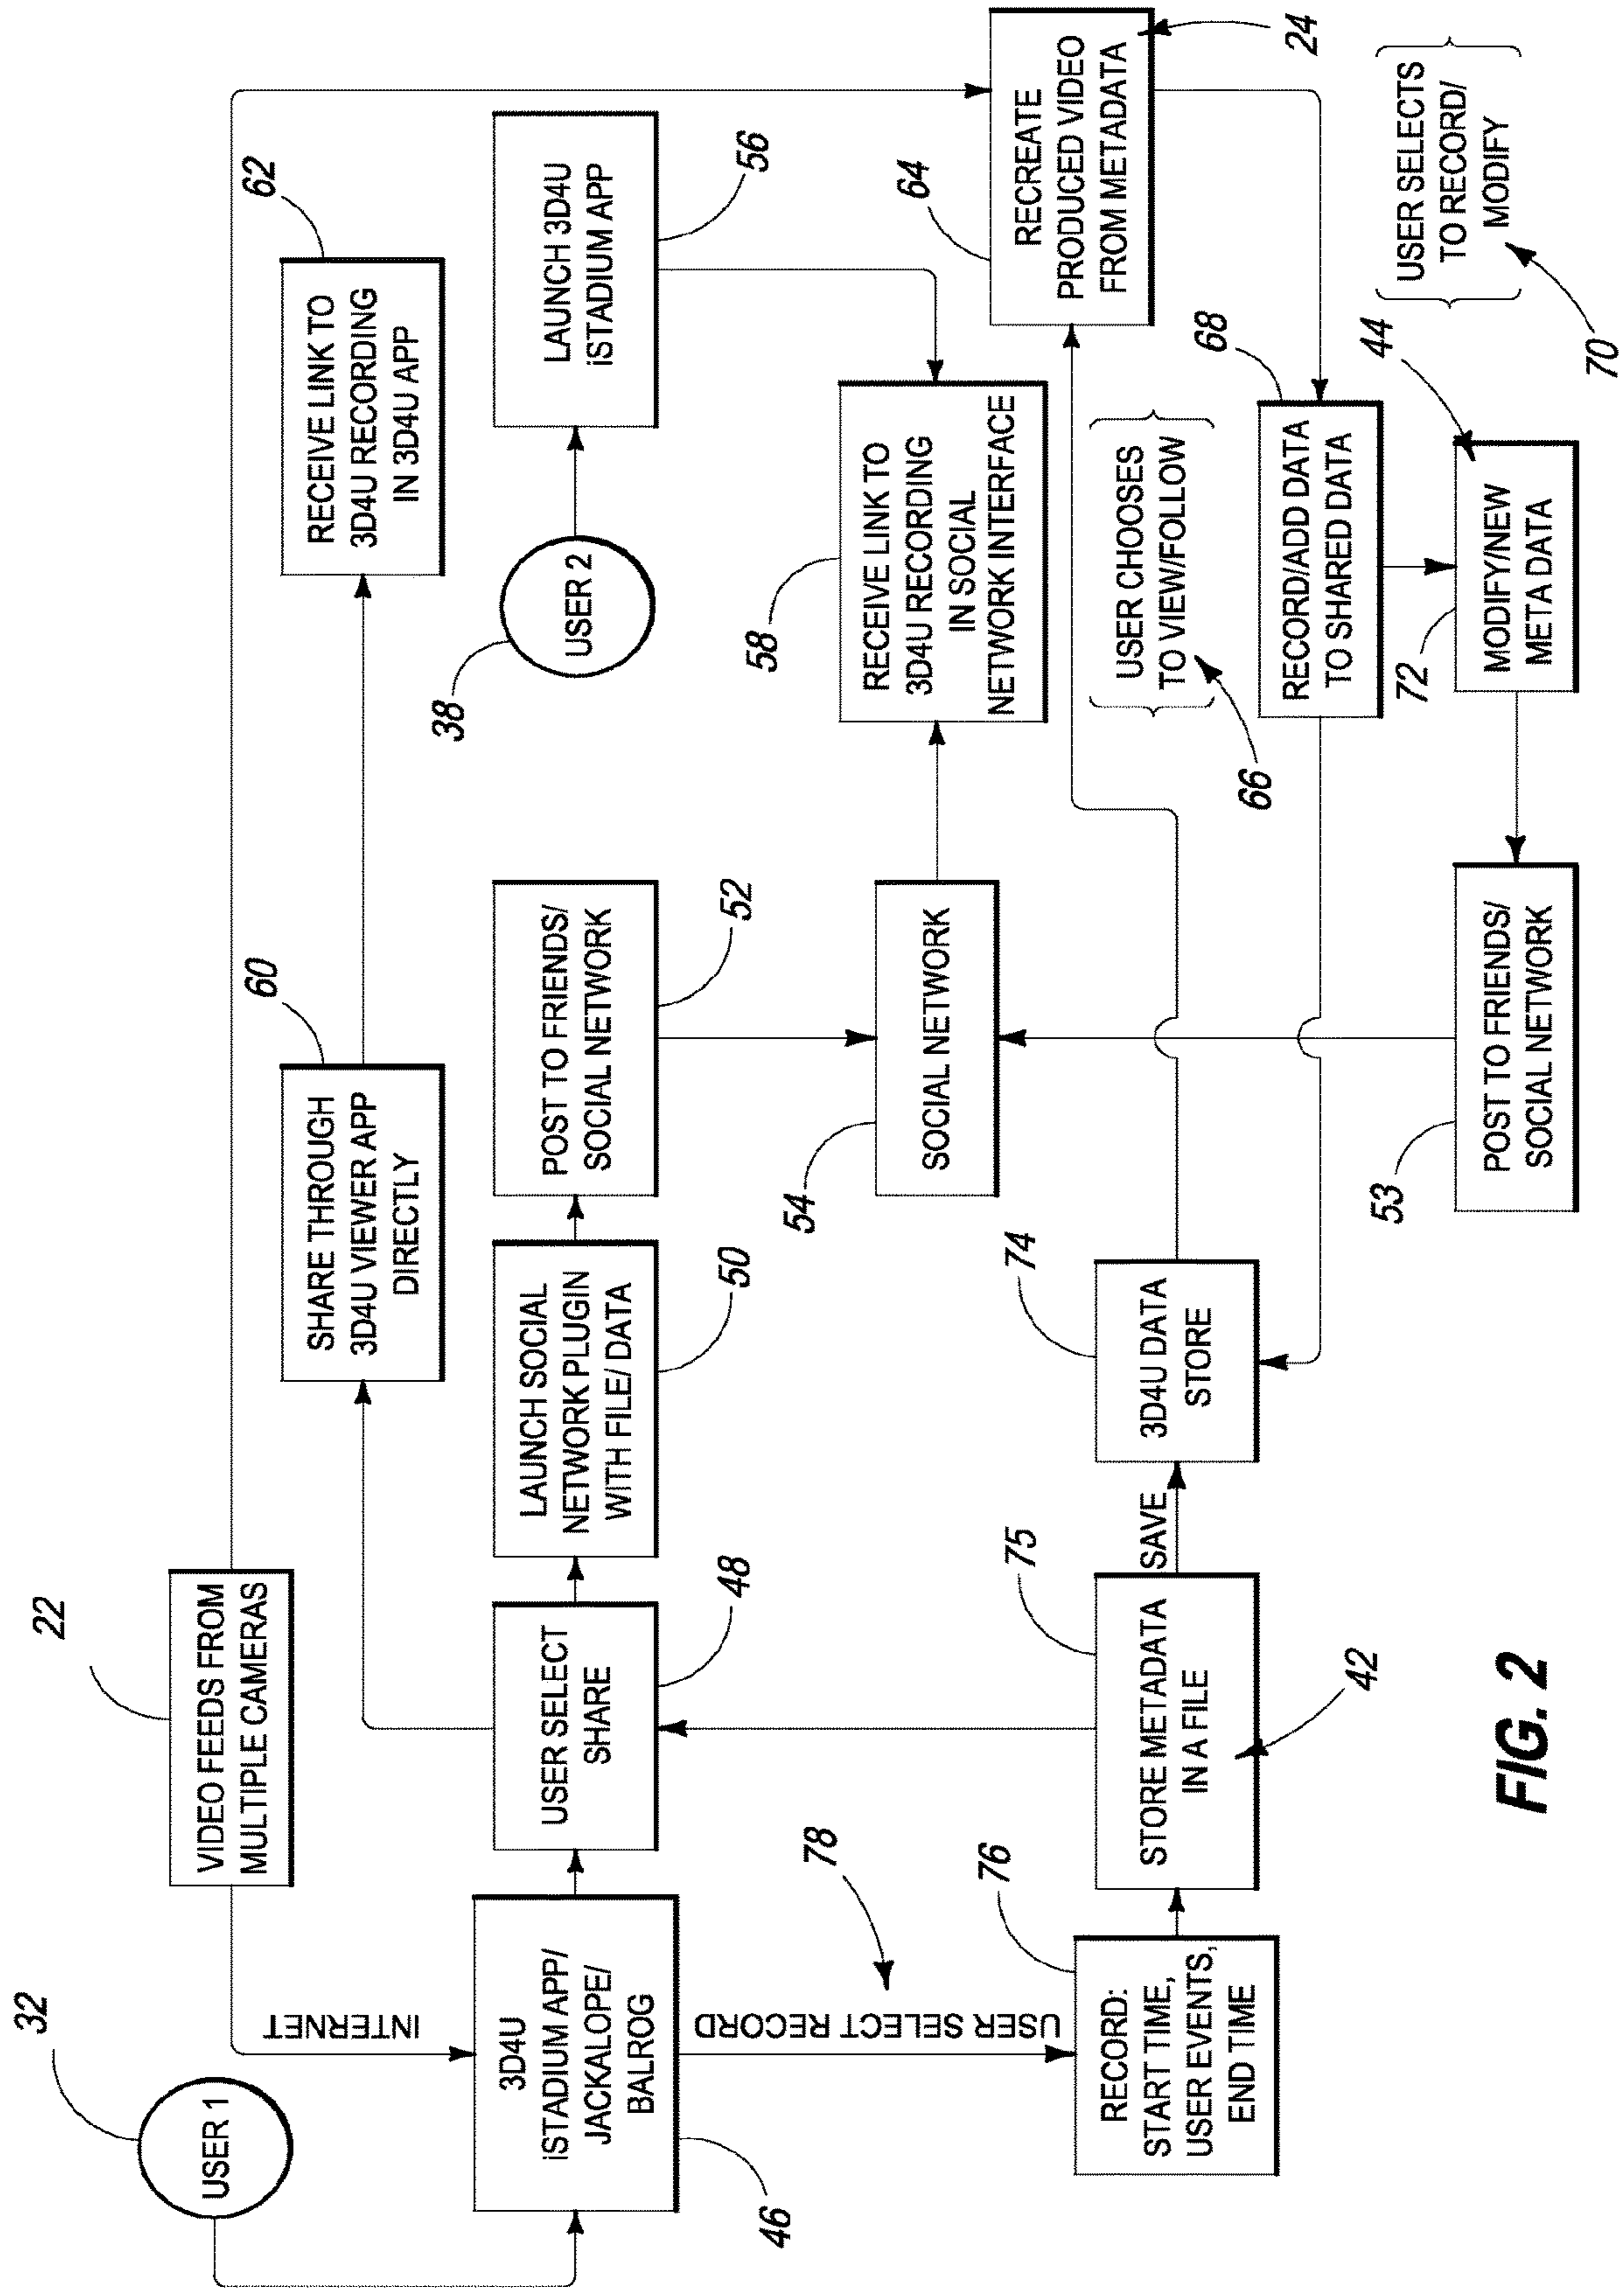 32
USER 1
22
VIDEO FEEDS FROM
MULTIPLE CAMERAS
INTERNET
60
SHARE THROUGH
3D4U VIEWER APP
DIRECTLY
62
RECEIVE LINK TO
3D4U RECORDING
IN 3D4U APP
3D4U
iSTADIUM APP/
JACKALOPE/
BALROG
46
USER SELECT
SHARE
48
LAUNCH SOCIAL
NETWORK PLUGIN
WITH FILE/ DATA
50
POST TO FRIENDS/
SOCIAL NETWORK
52
38
USER 2
LAUNCH 3D4U
iSTADIUM APP
56
USER SELECT RECORD
78
54
SOCIAL NETWORK
58
RECEIVE LINK TO
3D4U RECORDING
IN SOCIAL
NETWORK INTERFACE
64
RECREATE
PRODUCED VIDEO
FROM METADATA
24
76
RECORD:
START TIME,
USER EVENTS,
END TIME
75
STORE METADATA
IN A FILE
42
SAVE
74
3D4U DATA
STORE
USER CHOOSES
TO VIEW/FOLLOW
66
68
RECORD/ADD DATA
TO SHARED DATA
53
POST TO FRIENDS/
SOCIAL NETWORK
72
44
MODIFY/NEW
META DATA
USER SELECTS
TO RECORD/
MODIFY
70
FIG. 2